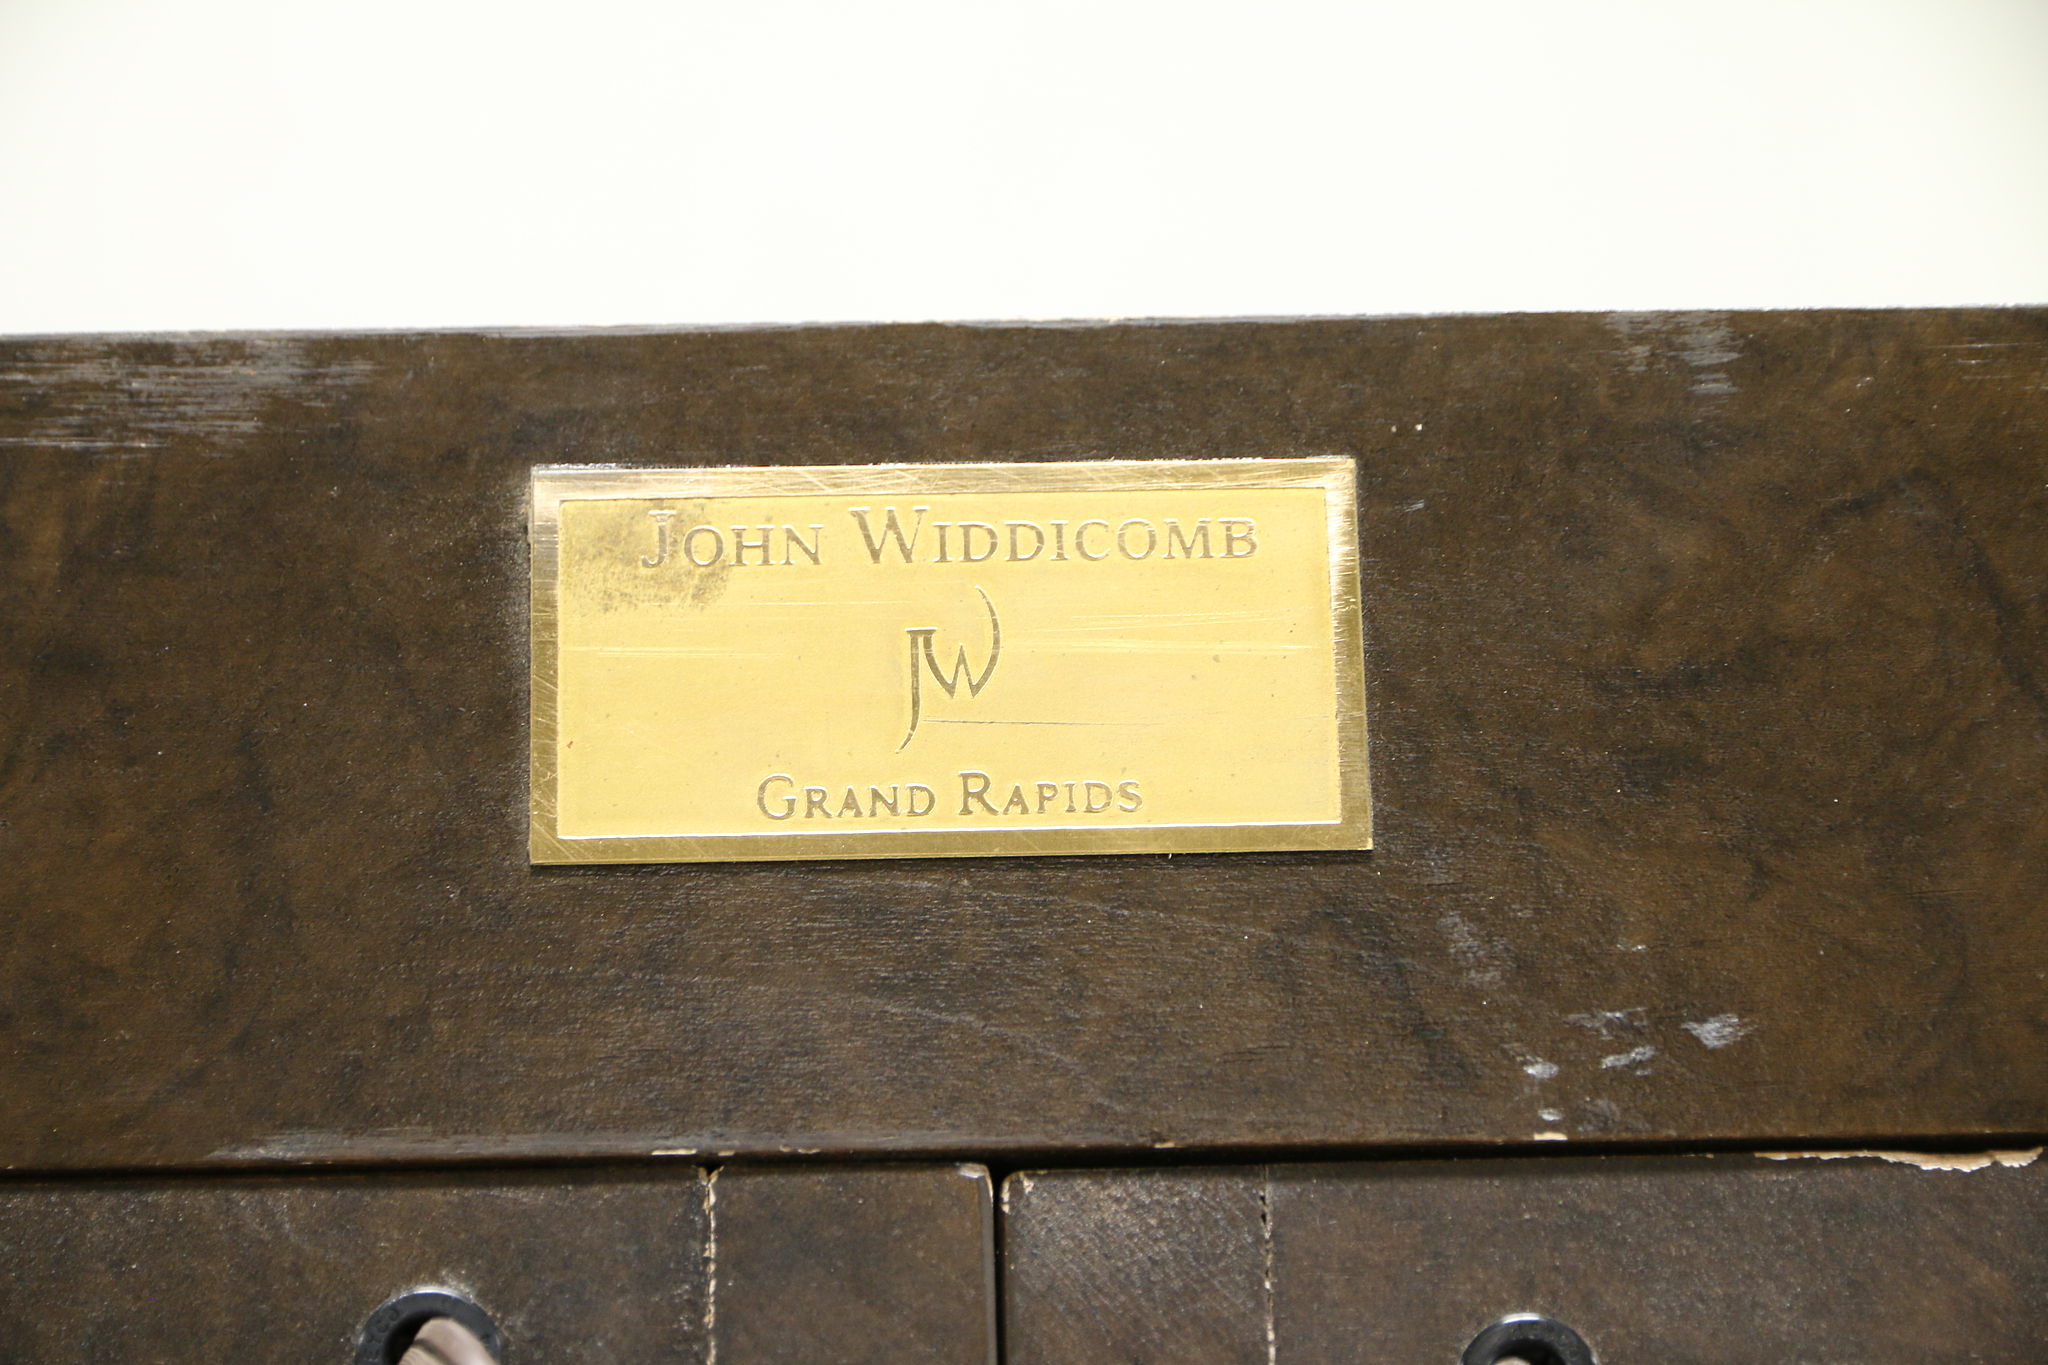 John Widdicomb
JW
Grand Rapids